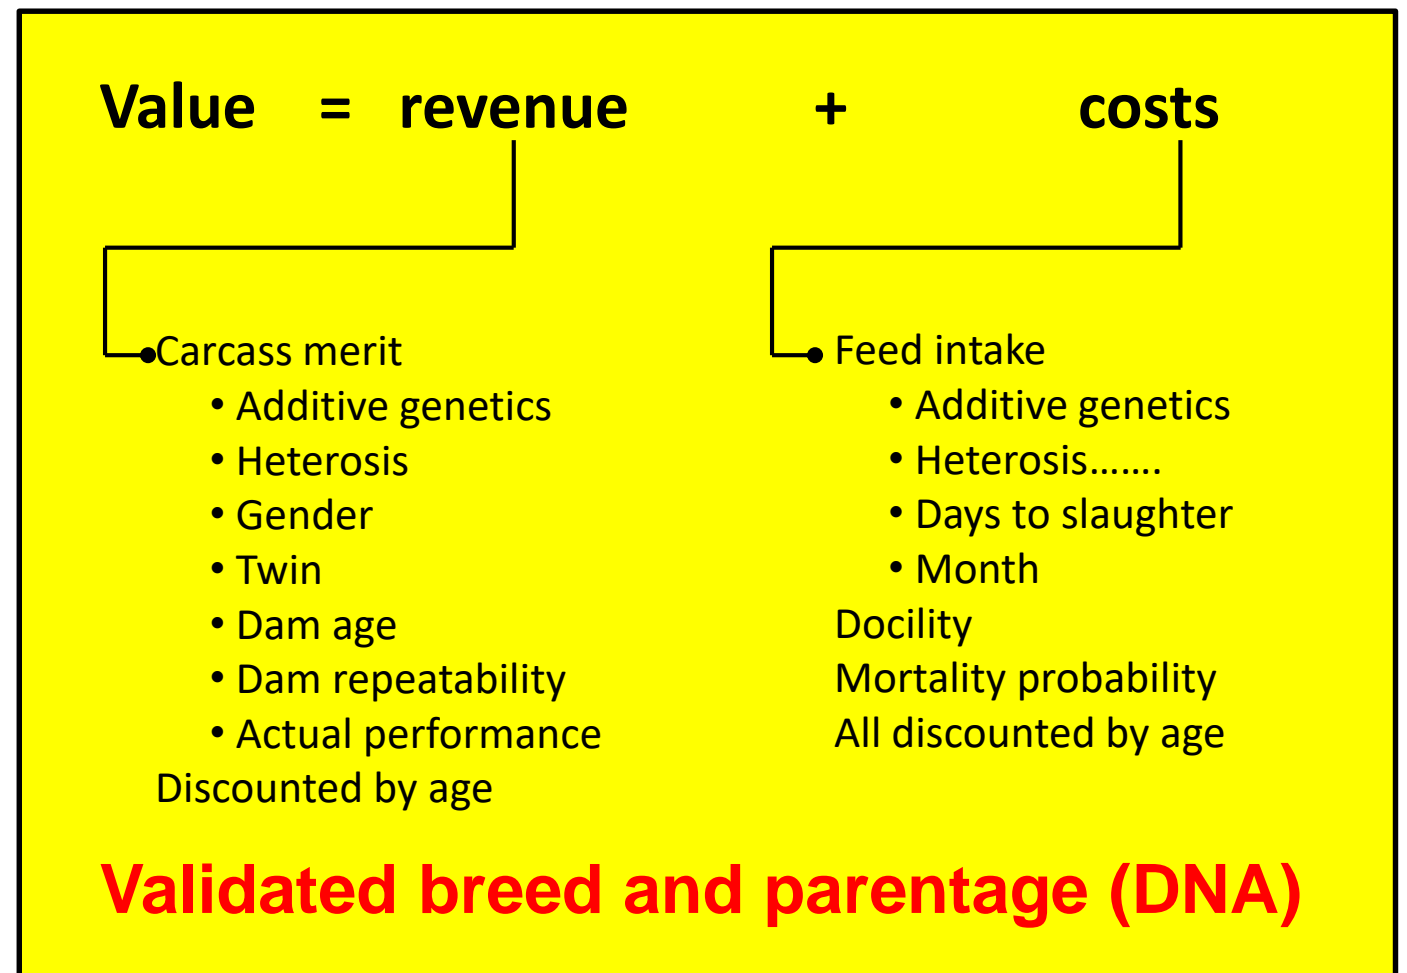 Value = revenue + costs
Carcass merit
• Additive genetics
• Heterosis
• Gender
• Twin
• Dam age
• Dam repeatability
• Actual performance
Discounted by age
Feed intake
• Additive genetics
• Heterosis.......
• Days to slaughter
• Month
Docility
Mortality probability
All discounted by age
Validated breed and parentage (DNA)